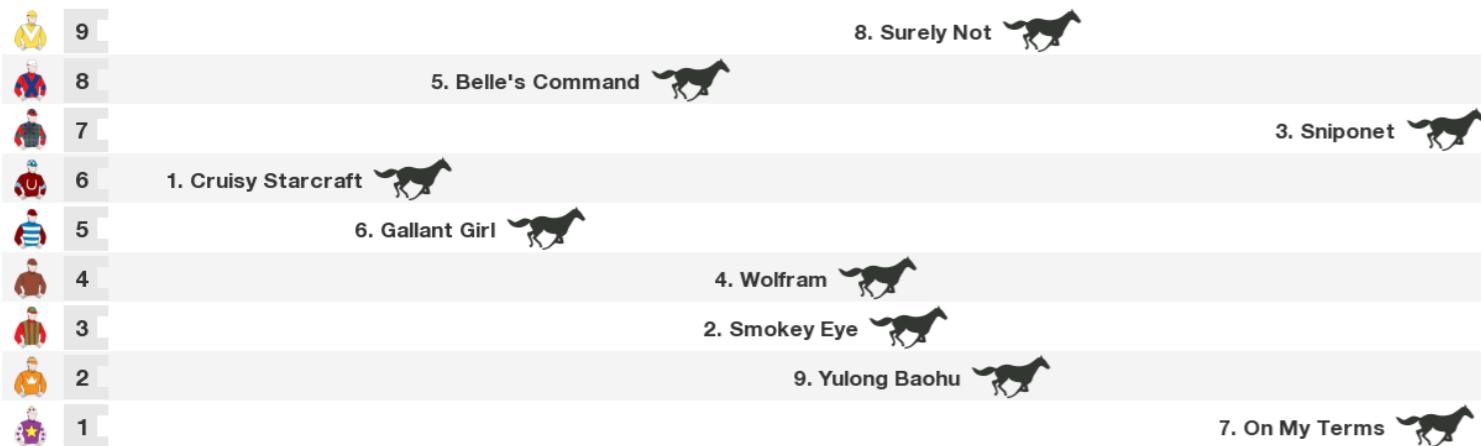 9 8. Surely Not
8 5. Belle's Command
7 3. Sniponet
6 1. Cruisy Starcraft
5 6. Gallant Girl
4 4. Wolfram
3 2. Smokey Eye
2 9. Yulong Baohu
1 7. On My Terms